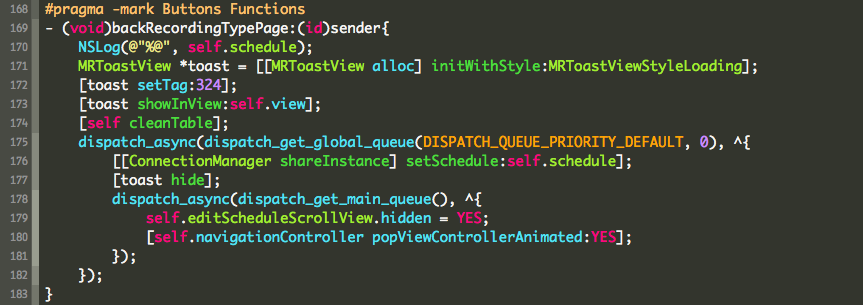 168 #pragma -mark Buttons Functions
169 - (void)backRecordingTypePage:(id)sender{
170     NSLog(@"%@", self.schedule);
171     MRToastView *toast = [[MRToastView alloc] initWithStyle:MRToastViewStyleLoading];
172     [toast setTag:324];
173     [toast showInView:self.view];
174     [self cleanTable];
175     dispatch_async(dispatch_get_global_queue(DISPATCH_QUEUE_PRIORITY_DEFAULT, 0), ^{
176         [[ConnectionManager shareInstance] setSchedule:self.schedule];
177         [toast hide];
178         dispatch_async(dispatch_get_main_queue(), ^{
179             self.editScheduleScrollView.hidden = YES;
180             [self.navigationController popViewControllerAnimated:YES];
181         });
182     });
183 }